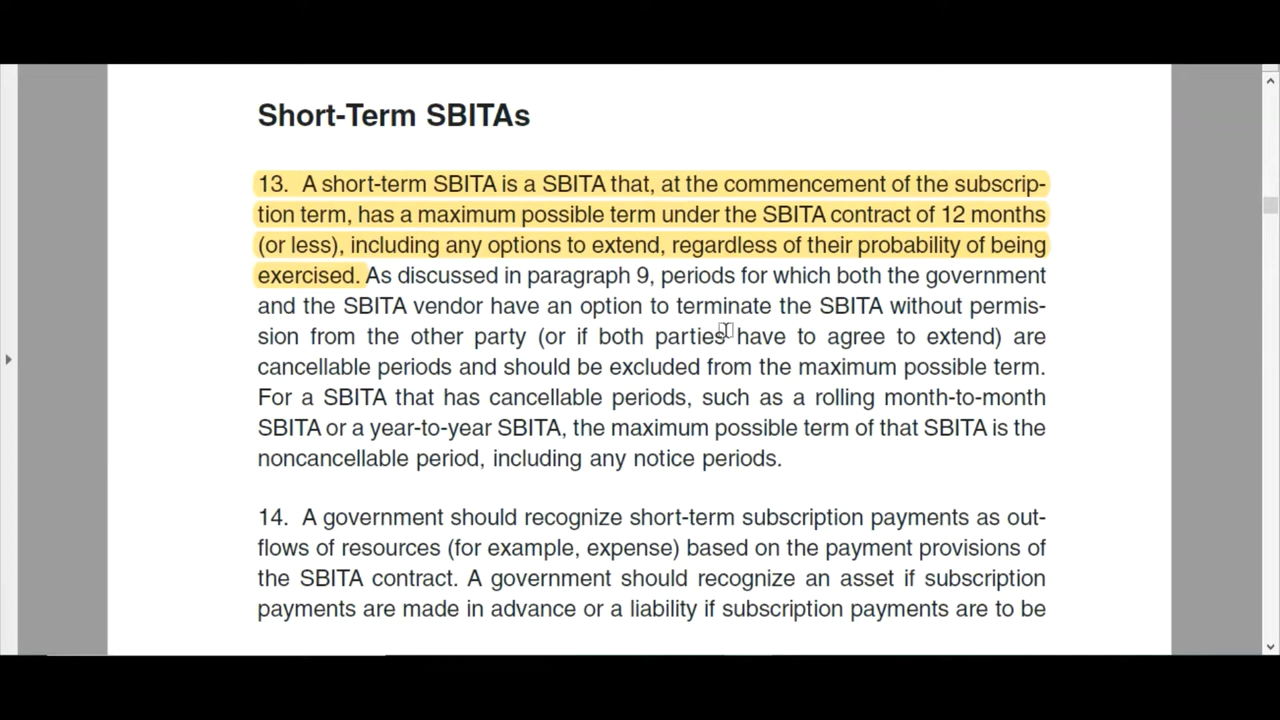 Short-Term SBITAs
13. A short-term SBITA is a SBITA that, at the commencement of the subscrip-
tion term, has a maximum possible term under the SBITA contract of 12 months
(or less), including any options to extend, regardless of their probability of being
exercised. As discussed in paragraph 9, periods for which both the government
and the SBITA vendor have an option to terminate the SBITA without permis-
sion from the other party (or if both parties have to agree to extend) are
cancellable periods and should be excluded from the maximum possible term.
For a SBITA that has cancellable periods, such as a rolling month-to-month
SBITA or a year-to-year SBITA, the maximum possible term of that SBITA is the
noncancellable period, including any notice periods.
14. A government should recognize short-term subscription payments as out-
flows of resources (for example, expense) based on the payment provisions of
the SBITA contract. A government should recognize an asset if subscription
payments are made in advance or a liability if subscription payments are to be